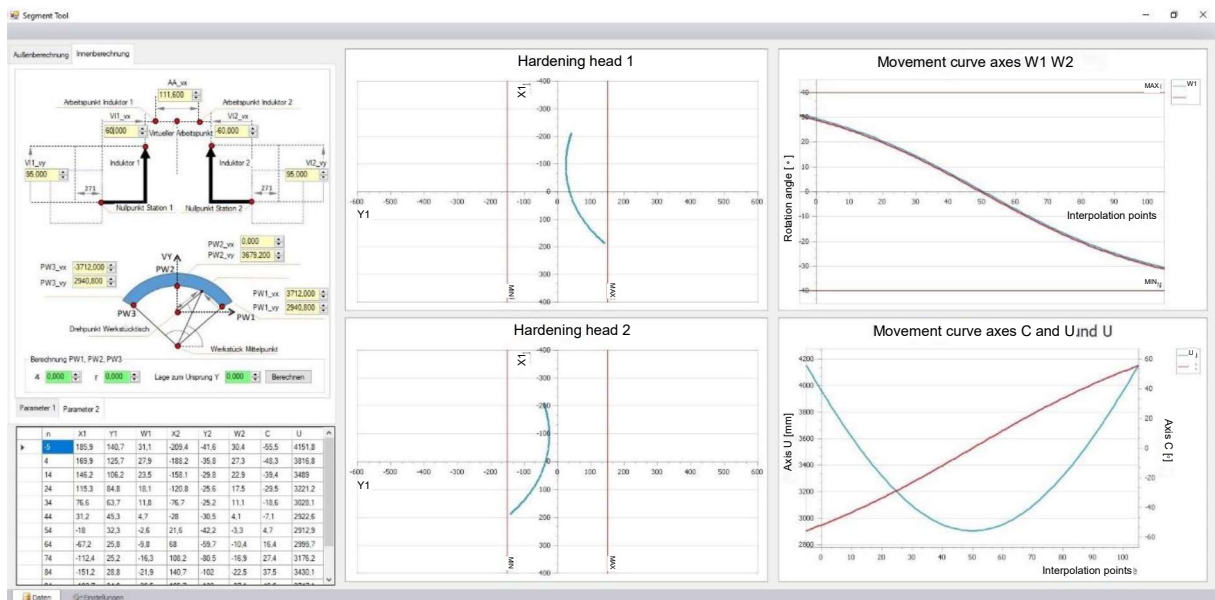 Segment Tool
Außenberechnung Innenberechnung
AA_vx
111,600
Arbeitspunkt Induktor 1 Arbeitspunkt Induktor 2
VI1_vx VI2_vx
60,000 Virtueller Arbeitspunkt -60,000
VI1_vy Induktor 1 Induktor 2 VI2_vy
95,000 95,000
271 271
Nullpunkt Station 1 Nullpunkt Station 2
PW2_vx 0,000
PW2_vy 3679,200
VY
PW2
PW3_vx -3712,000
PW3_vy 2940,800
PW1_vx 3712,000
PW1_vy 2940,800
PW3 PW1
Drehpunkt Werkstücktisch
Werkstück Mittelpunkt
Berechnung PW1, PW2, PW3
0,000 r 0,000 Lage zum Ursprung Y 0,000 Berechnen
Parameter 1 Parameter 2
n X1 Y1 W1 X2 Y2 W2 C U
-5 185,9 140,7 31,1 -209,4 -41,6 30,4 -55,5 4151,8
4 169,9 125,7 27,9 -188,2 -35,8 27,3 -48,3 3816,8
14 146,2 106,2 23,5 -158,1 -29,8 22,9 -39,4 3489
24 115,3 84,8 18,1 -120,8 -25,6 17,5 -29,5 3221,2
34 76,6 63,7 11,8 -76,7 -25,2 11,1 -18,6 3028,1
44 31,2 45,3 4,7 -28 -30,5 4,1 -7,1 2922,6
54 -18 32,3 -2,6 21,6 -42,2 -3,3 4,7 2912,9
64 -67,2 25,8 -9,8 68 -59,7 -10,4 16,4 2999,7
74 -112,4 25,2 -16,3 108,2 -80,5 -16,9 27,4 3176,2
84 -151,2 28,8 -21,9 140,7 -102 -22,5 37,5 3430,1
Daten Einstellungen
Hardening head 1
X1
-400
-300
-200
-100
-600 -500 -400 -300 -200 -100 0 100 200 300 400 500 600
Y1
100
200
300
400
MIN MAX
Hardening head 2
X1
-400
-300
-200
-100
-600 -500 -400 -300 -200 -100 0 100 200 300 400 500 600
Y1
100
200
300
400
MIN MAX
Movement curve axes W1 W2
MAX
W1
Rotation angle [°]
40
30
20
10
0
-10
-20
-30
-40
0 10 20 30 40 50 60 70 80 90 100
Interpolation points
MIN
Movement curve axes C and U und U
U
Axis U [mm]
4200
4000
3800
3600
3400
3200
3000
2800
Axis C [°]
60
40
20
0
-20
-40
-60
0 10 20 30 40 50 60 70 80 90 100
Interpolation points